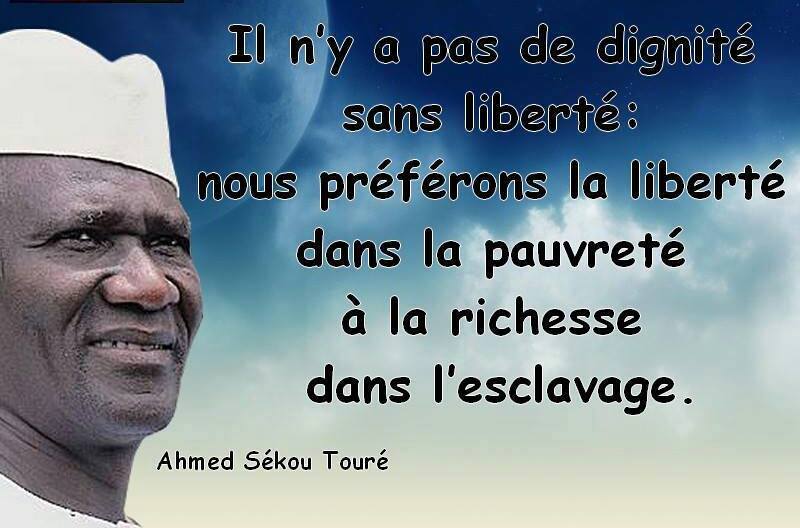 Il n'y a pas de dignité
sans liberté:
nous préférons la liberté
dans la pauvreté
à la richesse
dans l'esclavage.
Ahmed Sékou Touré